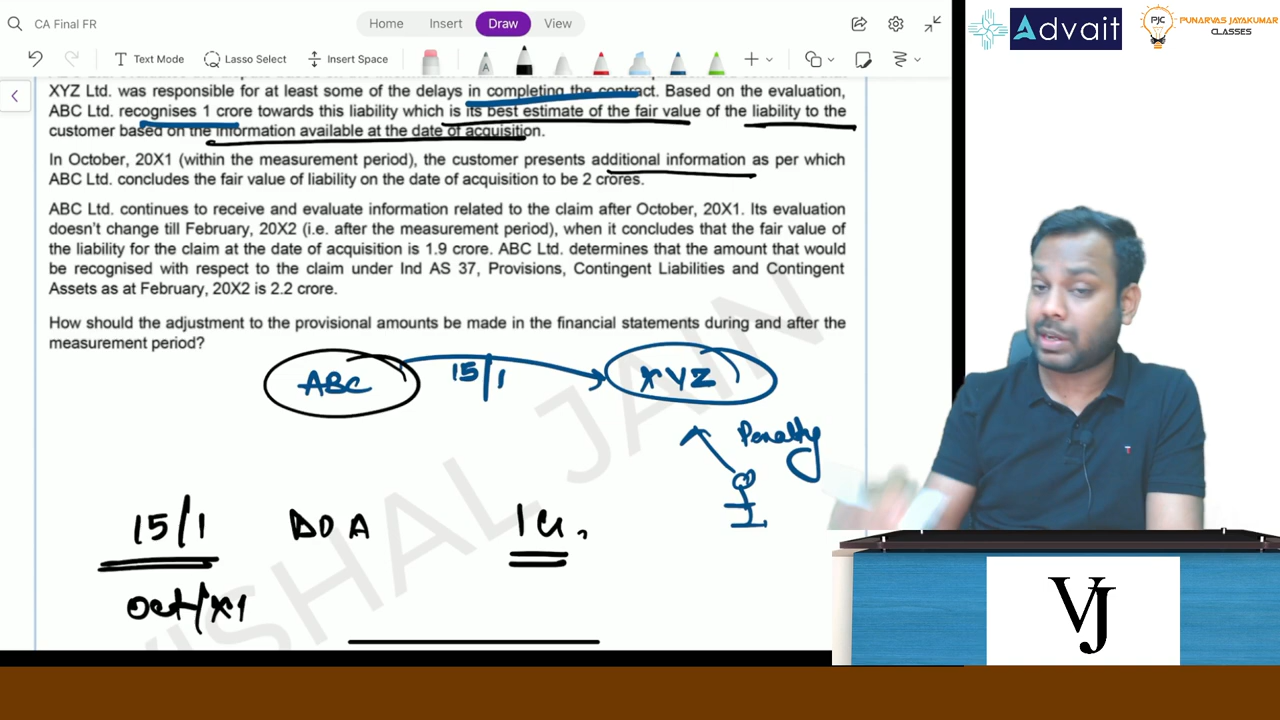 CA Final FR
Home Insert Draw View
Advait
PJC
PUNARVAS JAYAKUMAR
CLASSES
Text Mode Lasso Select Insert Space
XYZ Ltd. was responsible for at least some of the delays in completing the contract. Based on the evaluation,
ABC Ltd. recognises 1 crore towards this liability which is its best estimate of the fair value of the liability to the
customer based on the information available at the date of acquisition.
In October, 20X1 (within the measurement period), the customer presents additional information as per which
ABC Ltd. concludes the fair value of liability on the date of acquisition to be 2 crores.
ABC Ltd. continues to receive and evaluate information related to the claim after October, 20X1. Its evaluation
doesn't change till February, 20X2 (i.e. after the measurement period), when it concludes that the fair value of
the liability for the claim at the date of acquisition is 1.9 crore. ABC Ltd. determines that the amount that would
be recognised with respect to the claim under Ind AS 37, Provisions, Contingent Liabilities and Contingent
Assets as at February, 20X2 is 2.2 crore.
How should the adjustment to the provisional amounts be made in the financial statements during and after the
measurement period?
ABC 15/1 XYZ
Penalty
15/1 DOA 1 cr.
Oct/X1
VISHAL JAIN
VJ